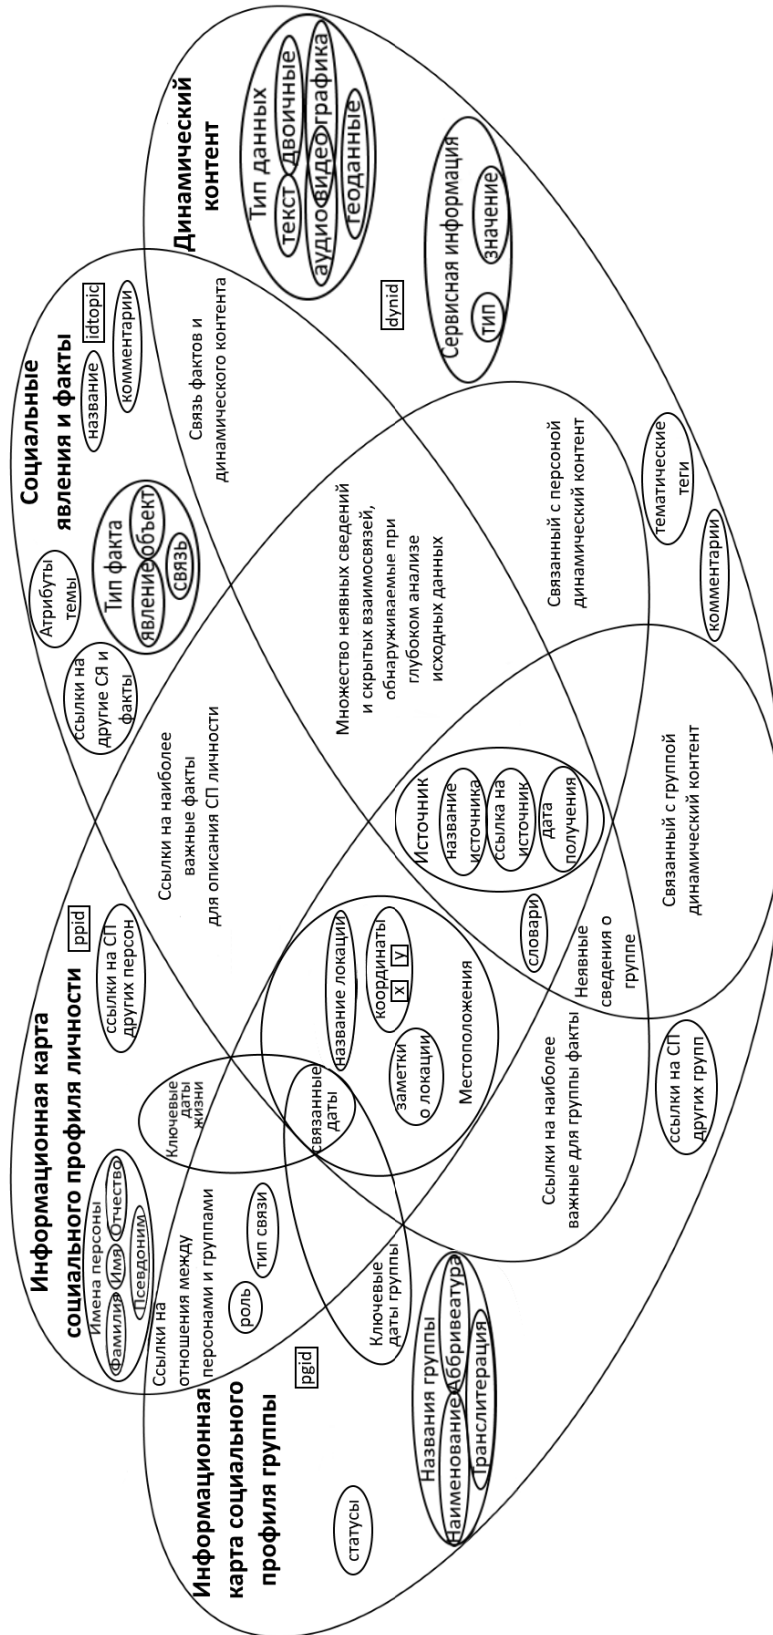 Информационная карта
социального профиля личности
Имена персоны
Фамилия
Имя
Отчество
Псевдоним
ppid
ссылки на СП
других персон
Социальные
явления и факты
ссылки на
другие СЯ и
факты
Атрибуты
темы
Тип факта
явление
объект
связь
название
idtopic
комментарии
Динамический
контент
Тип данных
текст
двоичные
аудио
видео
графика
геоданные
dynid
Сервисная информация
тип
значение
Связь фактов и
динамического контента
Ссылки на наиболее
важные факты
для описания СП личности
Ключевые
даты
жизни
Ссылки на
отношения между
персонами и группами
роль
тип связи
Информационная
карта социального
профиля группы
pgid
статусы
Названия группы
Наименование
Аббривеатура
Транслитерация
Ключевые
даты группы
связанные
даты
название локации
координаты
x
y
заметки
о локации
Местоположения
Множество неявных сведений
и скрытых взаимосвязей,
обнаруживаемые при
глубоком анализе
исходных данных
Источник
название
источника
ссылка на
источник
дата
получения
словари
Неявные
сведения о
группе
Ссылки на наиболее
важные для группы факты
ссылки на СП
других групп
Связанный с персоной
динамический контент
Связанный с группой
динамический контент
тематические
теги
комментарии